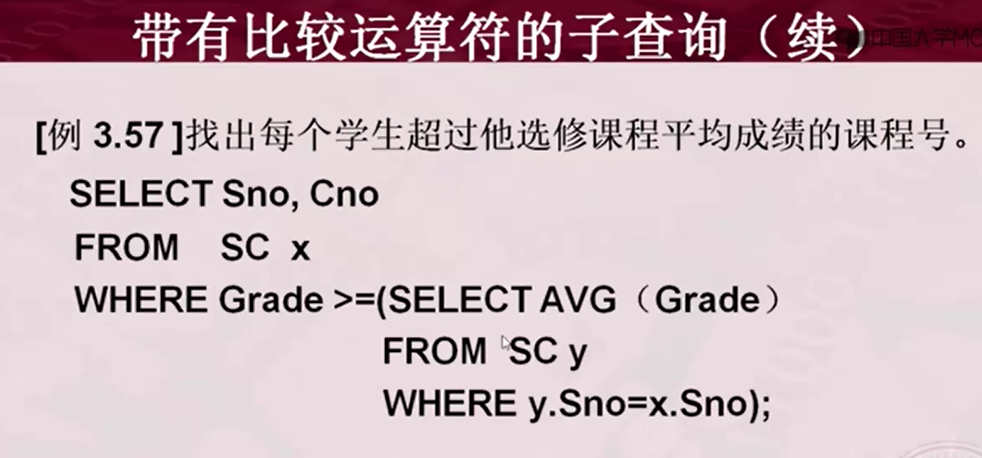 带有比较运算符的子查询（续）
中国大学MO
[例 3.57 ]找出每个学生超过他选修课程平均成绩的课程号。
SELECT Sno, Cno
FROM SC x
WHERE Grade >=(SELECT AVG（Grade）
FROM SC y
WHERE y.Sno=x.Sno);